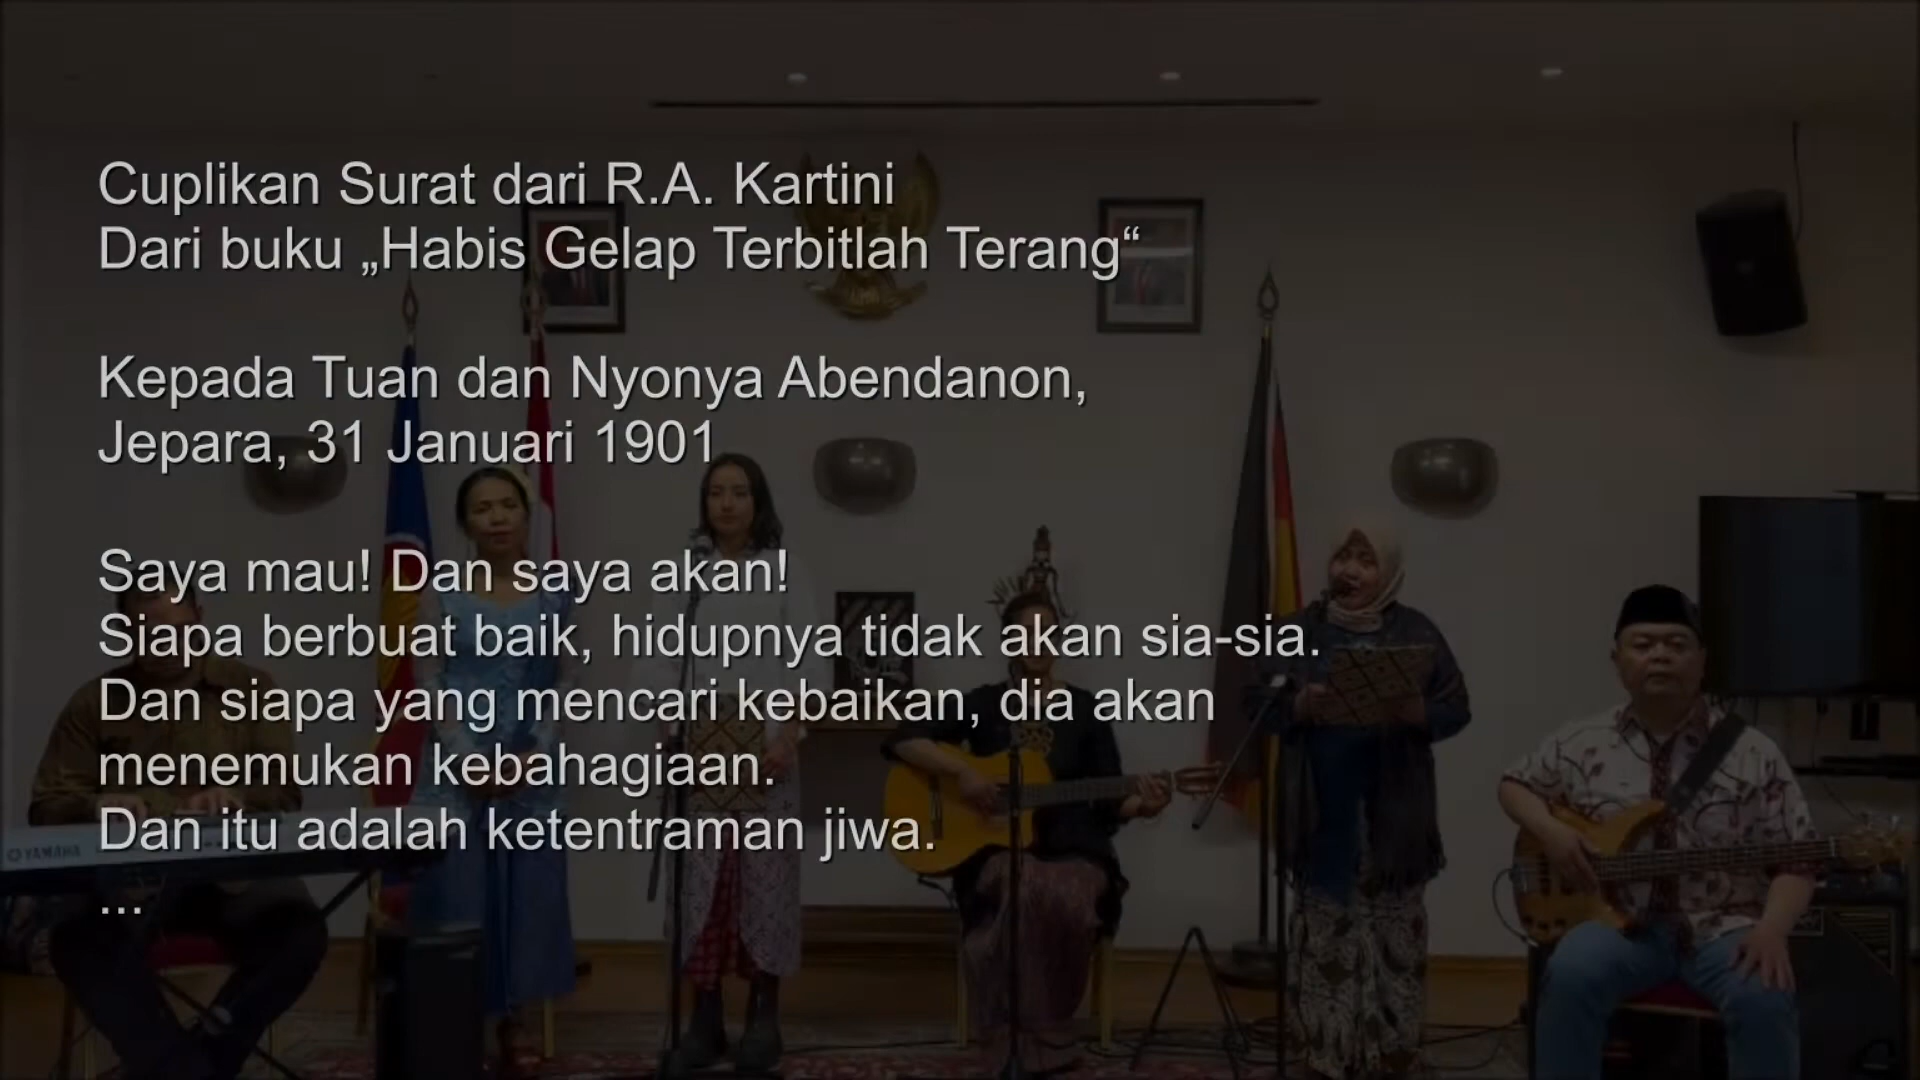 Cuplikan Surat dari R.A. Kartini
Dari buku „Habis Gelap Terbitlah Terang“
Kepada Tuan dan Nyonya Abendanon,
Jepara, 31 Januari 1901
Saya mau! Dan saya akan!
Siapa berbuat baik, hidupnya tidak akan sia-sia.
Dan siapa yang mencari kebaikan, dia akan
menemukan kebahagiaan.
Dan itu adalah ketentraman jiwa.
...
YAMAHA